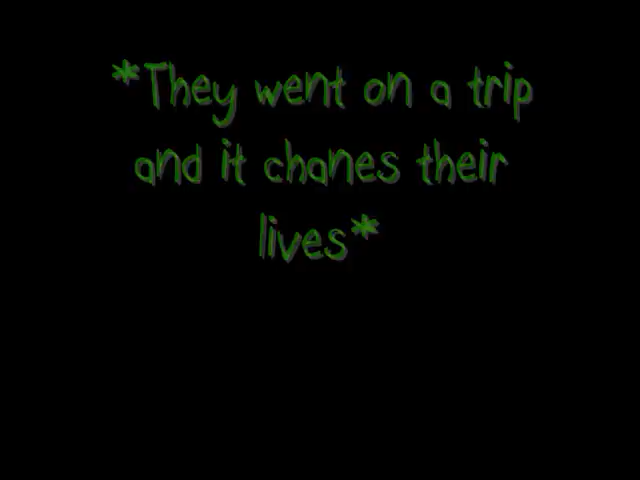 *They went on a trip
and it chanes their
lives*